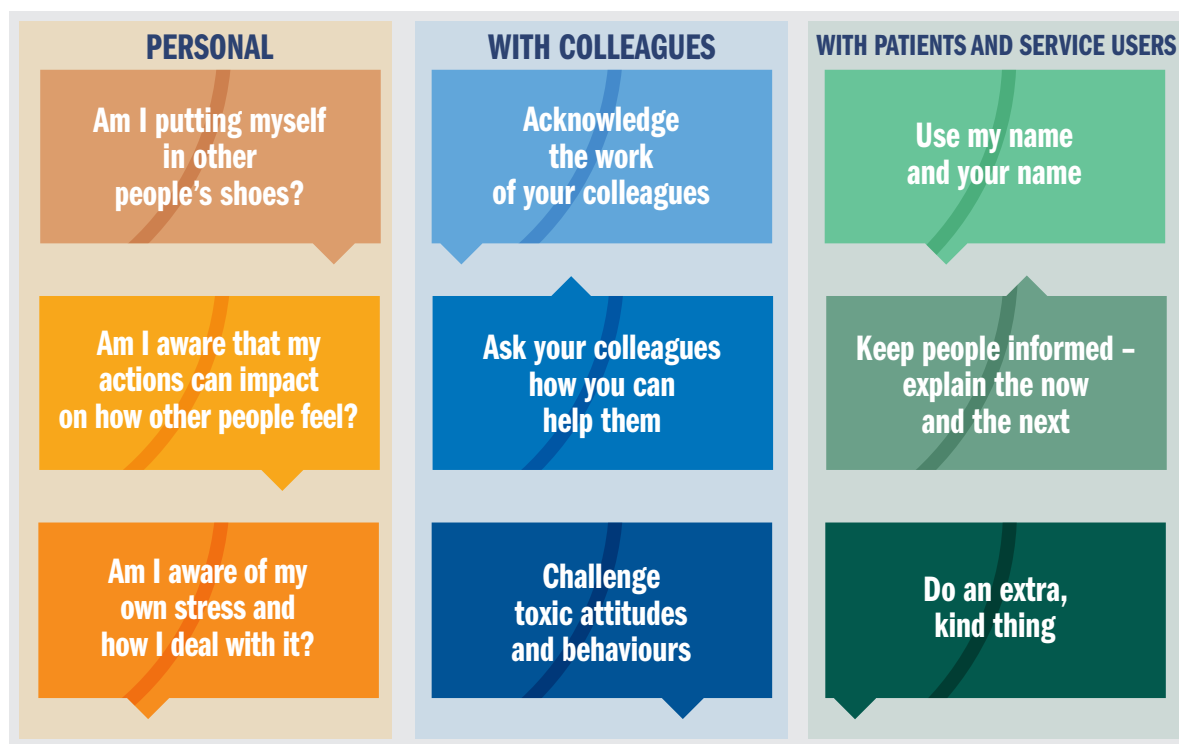 PERSONAL
Am I putting myself
in other
people's shoes?
Am I aware that my
actions can impact
on how other people feel?
Am I aware of my
own stress and
how I deal with it?
WITH COLLEAGUES
Acknowledge
the work
of your colleagues
Ask your colleagues
how you can
help them
Challenge
toxic attitudes
and behaviours
WITH PATIENTS AND SERVICE USERS
Use my name
and your name
Keep people informed –
explain the now
and the next
Do an extra,
kind thing